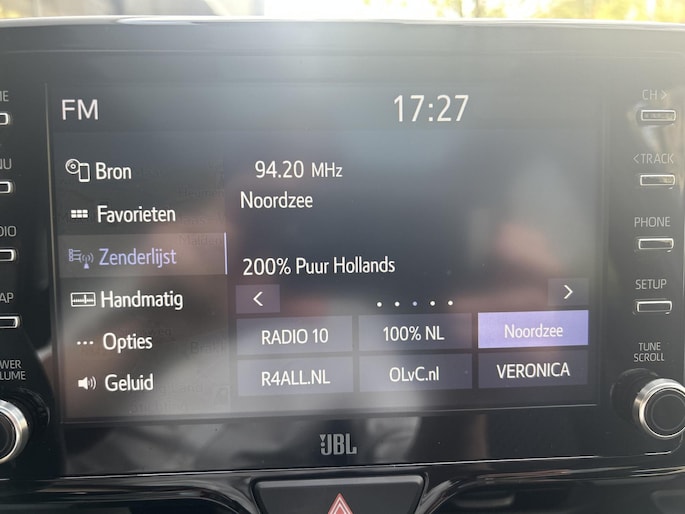 FM
17:27
CH >
Bron
94.20 MHz
Noordzee
< TRACK
Favorieten
Zenderlijst
PHONE
200% Puur Hollands
Handmatig
SETUP
< >
Opties
RADIO 10
100% NL
Noordzee
TUNE
SCROLL
Geluid
R4ALL.NL
OLvC.nl
VERONICA
JBL